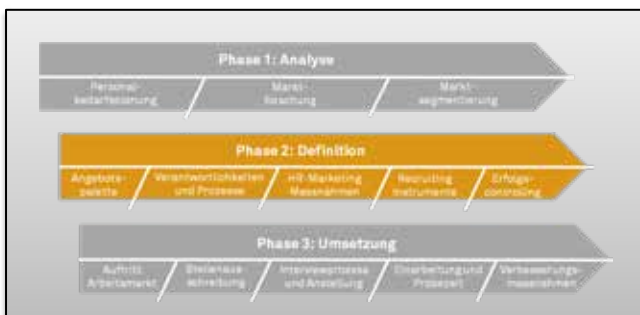 Phase 1: Analyse
Personal-
bedarfsplanung
Markt-
forschung
Markt-
segmentierung
Phase 2: Definition
Angebots-
palette
Verantwortlichkeiten
und Prozesse
HR-Marketing
Massnahmen
Recruiting
Instrumente
Erfolgs-
controlling
Phase 3: Umsetzung
Auftritt
Arbeitsmarkt
Stellenaus-
schreibung
Interviewprozess
und Anstellung
Einarbeitung und
Probezeit
Verbesserungs-
massnahmen